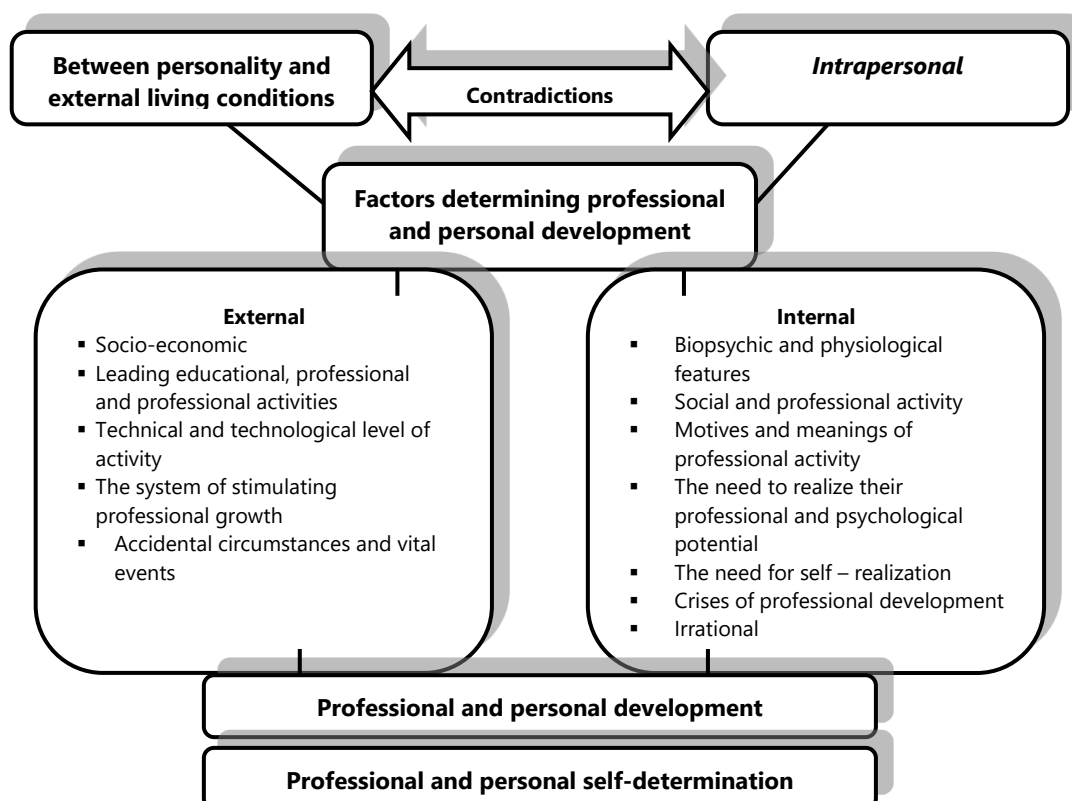 Between personality and
external living conditions
Contradictions
Intrapersonal
Factors determining professional
and personal development
External
▪ Socio-economic
▪ Leading educational, professional
and professional activities
▪ Technical and technological level of
activity
▪ The system of stimulating
professional growth
▪ Accidental circumstances and vital
events
Internal
▪ Biopsychic and physiological
features
▪ Social and professional activity
▪ Motives and meanings of
professional activity
▪ The need to realize their
professional and psychological
potential
▪ The need for self – realization
▪ Crises of professional development
▪ Irrational
Professional and personal development
Professional and personal self-determination